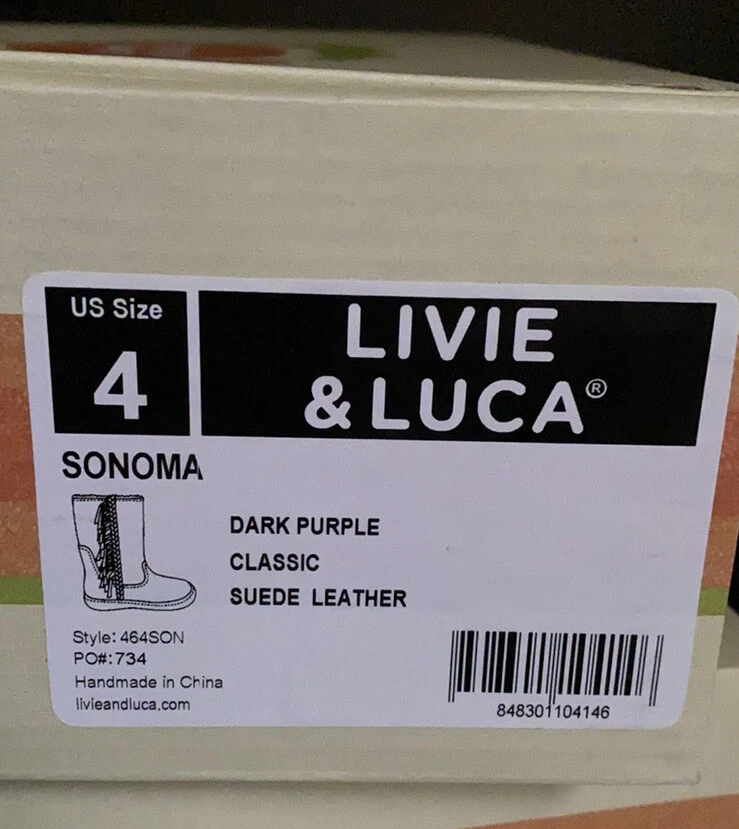 US Size
4
LIVIE
& LUCA®
SONOMA
DARK PURPLE
CLASSIC
SUEDE LEATHER
Style: 464SON
PO#:734
Handmade in China
livieandluca.com
848301104146